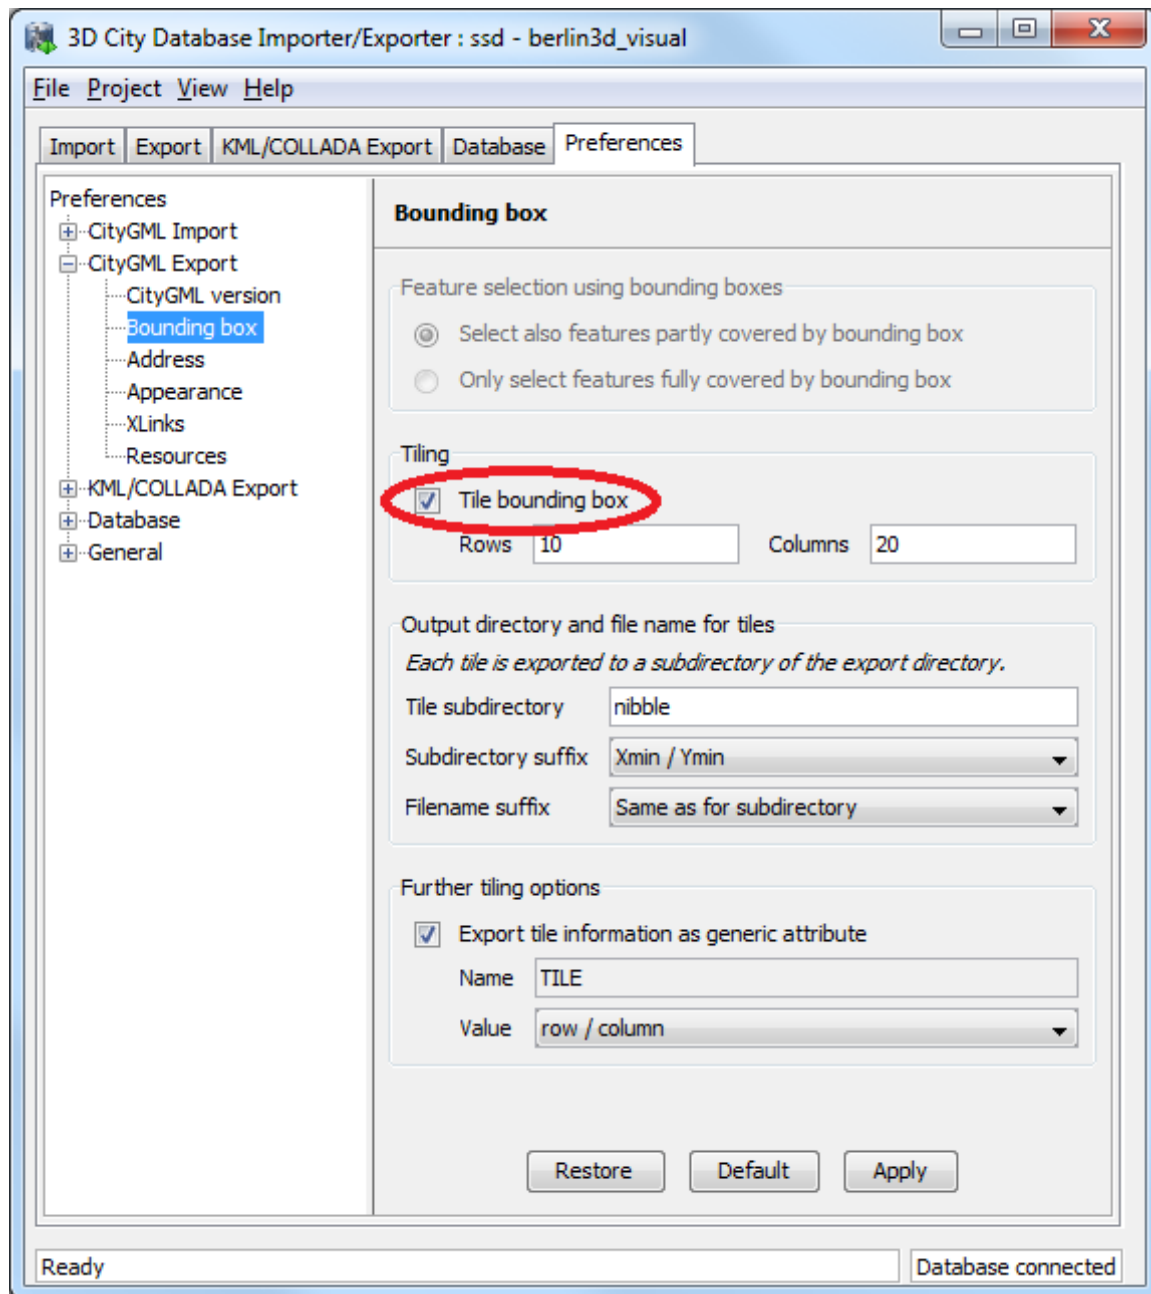 3D City Database Importer/Exporter : ssd - berlin3d_visual
File Project View Help
Import Export KML/COLLADA Export Database Preferences
Preferences
CityGML Import
CityGML Export
CityGML version
Bounding box
Address
Appearance
XLinks
Resources
KML/COLLADA Export
Database
General
Bounding box
Feature selection using bounding boxes
Select also features partly covered by bounding box
Only select features fully covered by bounding box
Tiling
Tile bounding box
Rows 10 Columns 20
Output directory and file name for tiles
Each tile is exported to a subdirectory of the export directory.
Tile subdirectory nibble
Subdirectory suffix Xmin / Ymin
Filename suffix Same as for subdirectory
Further tiling options
Export tile information as generic attribute
Name TILE
Value row / column
Restore Default Apply
Ready Database connected